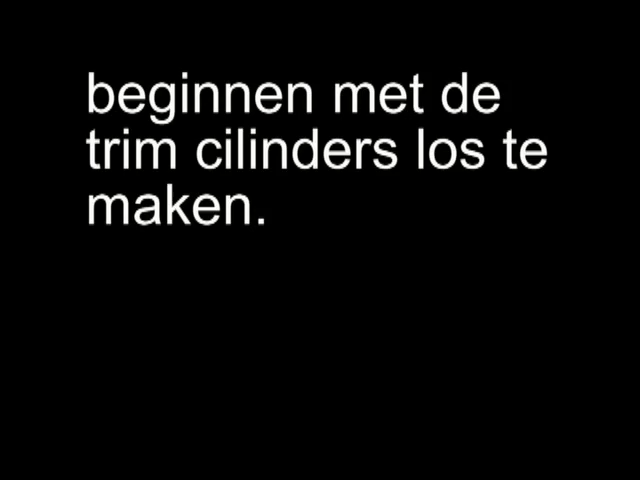 beginnen met de
trim cilinders los te
maken.